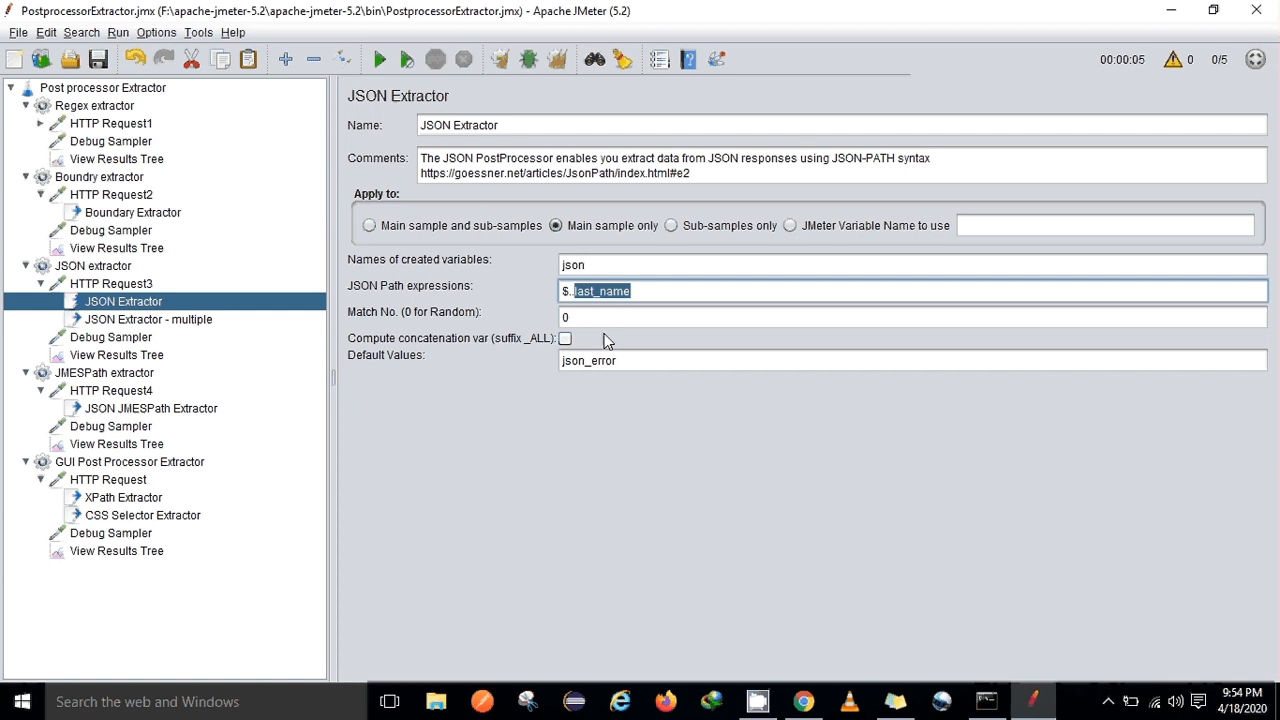 PostprocessorExtractor.jmx (F:\apache-jmeter-5.2\apache-jmeter-5.2\bin\PostprocessorExtractor.jmx) - Apache JMeter (5.2)
File Edit Search Run Options Tools Help
00:00:05 0 0/5
Post processor Extractor
Regex extractor
HTTP Request1
Debug Sampler
View Results Tree
Boundry extractor
HTTP Request2
Boundary Extractor
Debug Sampler
View Results Tree
JSON extractor
HTTP Request3
JSON Extractor
JSON Extractor - multiple
Debug Sampler
View Results Tree
JMESPath extractor
HTTP Request4
JSON JMESPath Extractor
Debug Sampler
View Results Tree
GUI Post Processor Extractor
HTTP Request
XPath Extractor
CSS Selector Extractor
Debug Sampler
View Results Tree
JSON Extractor
Name: JSON Extractor
Comments: The JSON PostProcessor enables you extract data from JSON responses using JSON-PATH syntax
https://goessner.net/articles/JsonPath/index.html#e2
Apply to:
Main sample and sub-samples Main sample only Sub-samples only JMeter Variable Name to use
Names of created variables: json
JSON Path expressions: $..last_name
Match No. (0 for Random): 0
Compute concatenation var (suffix _ALL):
Default Values: json_error
Search the web and Windows
9:54 PM
4/18/2020